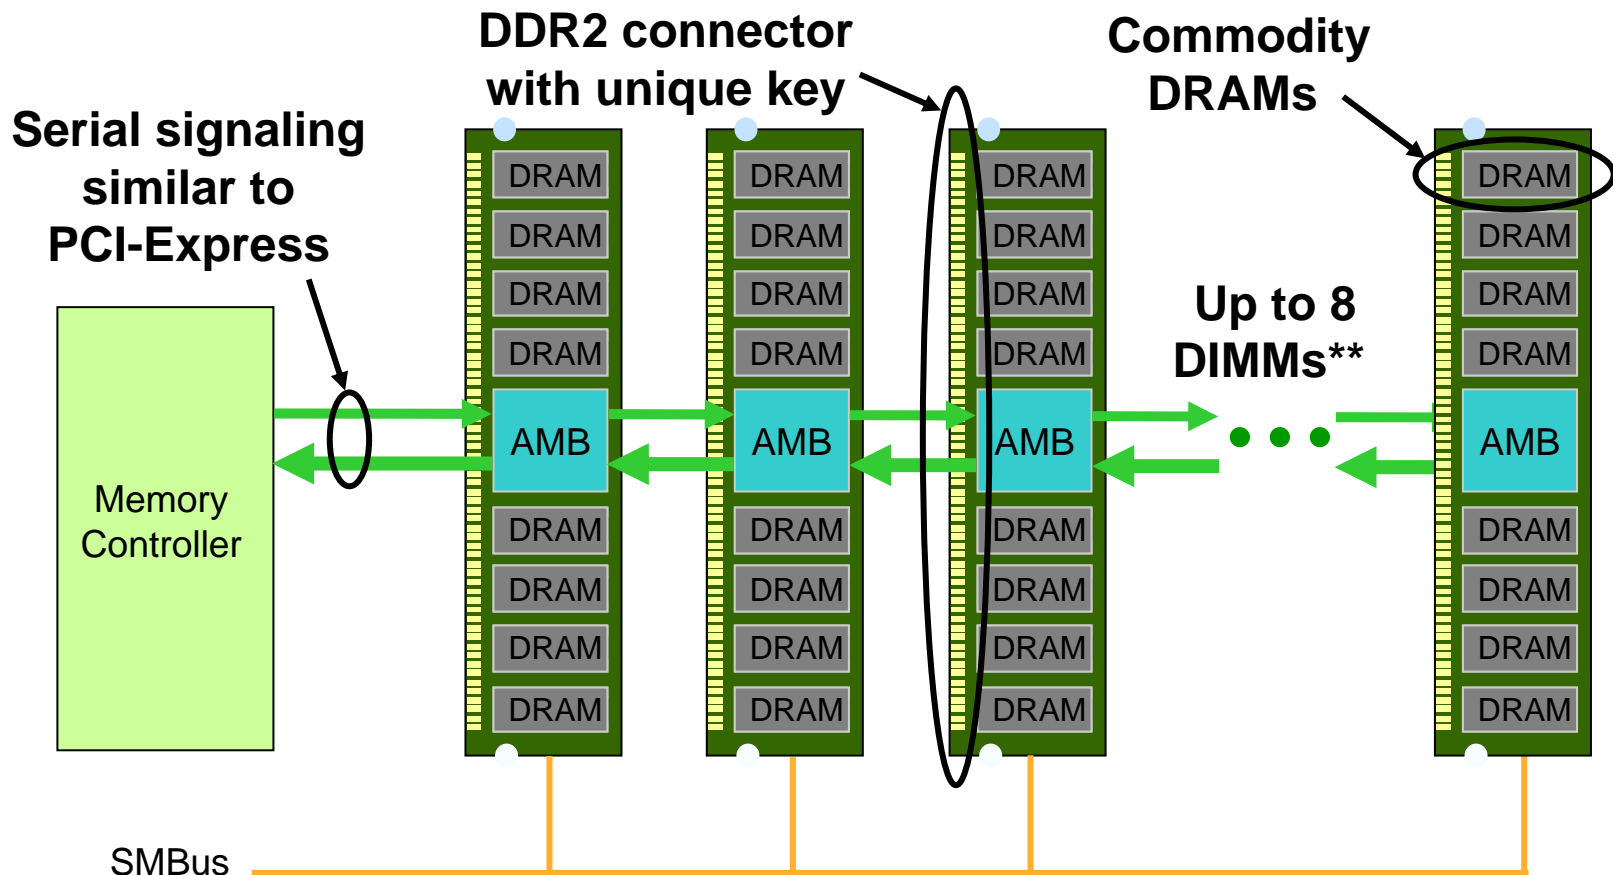 DDR2 connector
with unique key
Commodity
DRAMs
Serial signaling
similar to
PCI-Express
Up to 8
DIMMs**
Memory
Controller
DRAM
DRAM
DRAM
DRAM
AMB
DRAM
DRAM
DRAM
DRAM
DRAM
DRAM
DRAM
DRAM
AMB
DRAM
DRAM
DRAM
DRAM
DRAM
DRAM
DRAM
DRAM
AMB
DRAM
DRAM
DRAM
DRAM
DRAM
DRAM
DRAM
DRAM
AMB
DRAM
DRAM
DRAM
DRAM
SMBus